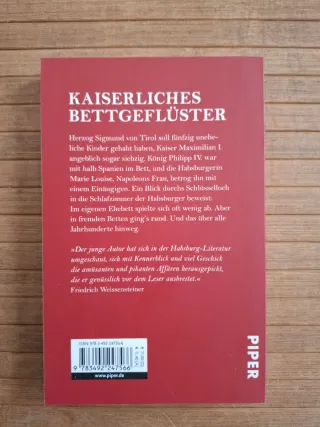 KAISERLICHES
BETTGEFLÜSTER
Herzog Sigmund von Tirol soll fünfzig unehe-
liche Kinder gehabt haben, Kaiser Maximilian I.
angeblich sogar siebzig. König Philipp IV. war
mit halb Spanien im Bett, und die Habsburgerin
Marie Louise, Napoleons Frau, betrog ihn mit
einem Einäugigen. Ein Blick durchs Schlüsselloch
in die Schlafzimmer der Habsburger beweist:
Im eigenen Ehebett spielte sich oft wenig ab. Aber
in fremden Betten ging's rund. Und das über alle
Jahrhunderte hinweg.
»Der junge Autor hat sich in der Habsburg-Literatur
umgeschaut, sich mit Kennerblick und viel Geschick
die amüsanten und pikanten Affären herausgepickt,
die er genüsslich vor dem Leser ausbreitet.«
Friedrich Weissensteiner
9 783492 247566
www.piper.de
PIPER